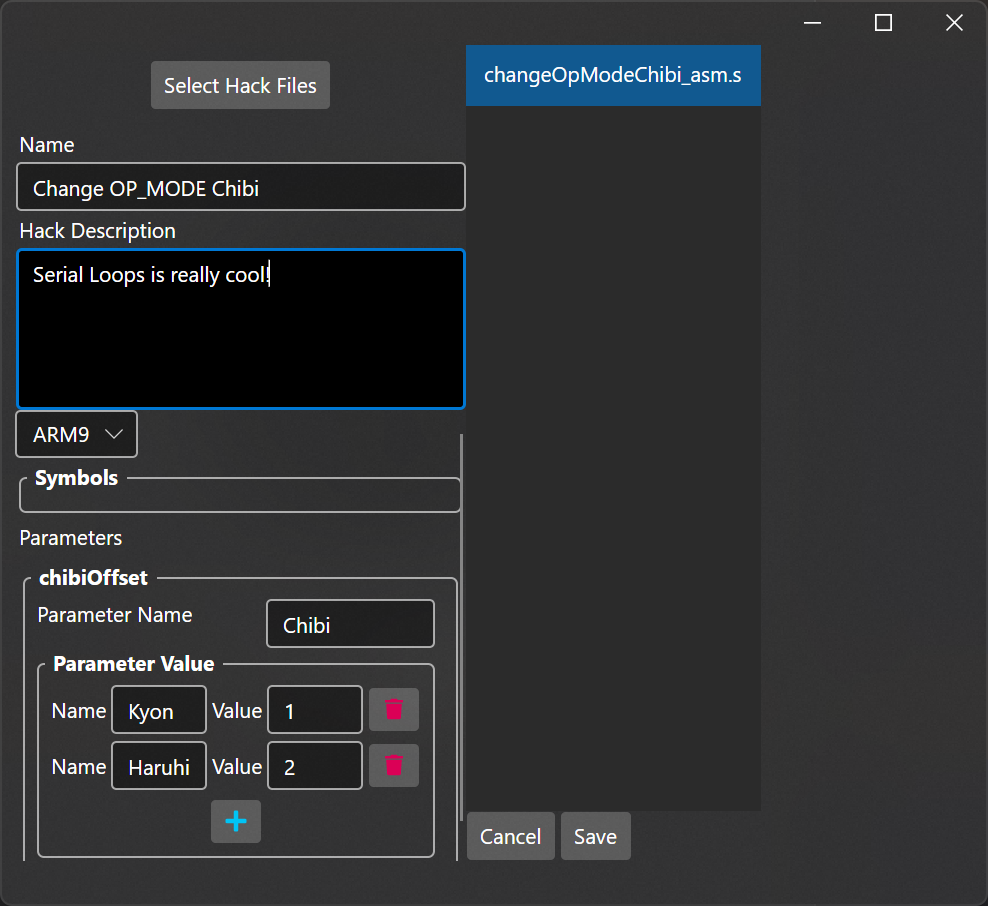 Select Hack Files
changeOpModeChibi_asm.s
Name
Change OP_MODE Chibi
Hack Description
Serial Loops is really cool!
ARM9
Symbols
Parameters
chibiOffset
Parameter Name Chibi
Parameter Value
Name Kyon Value 1
Name Haruhi Value 2
Cancel Save